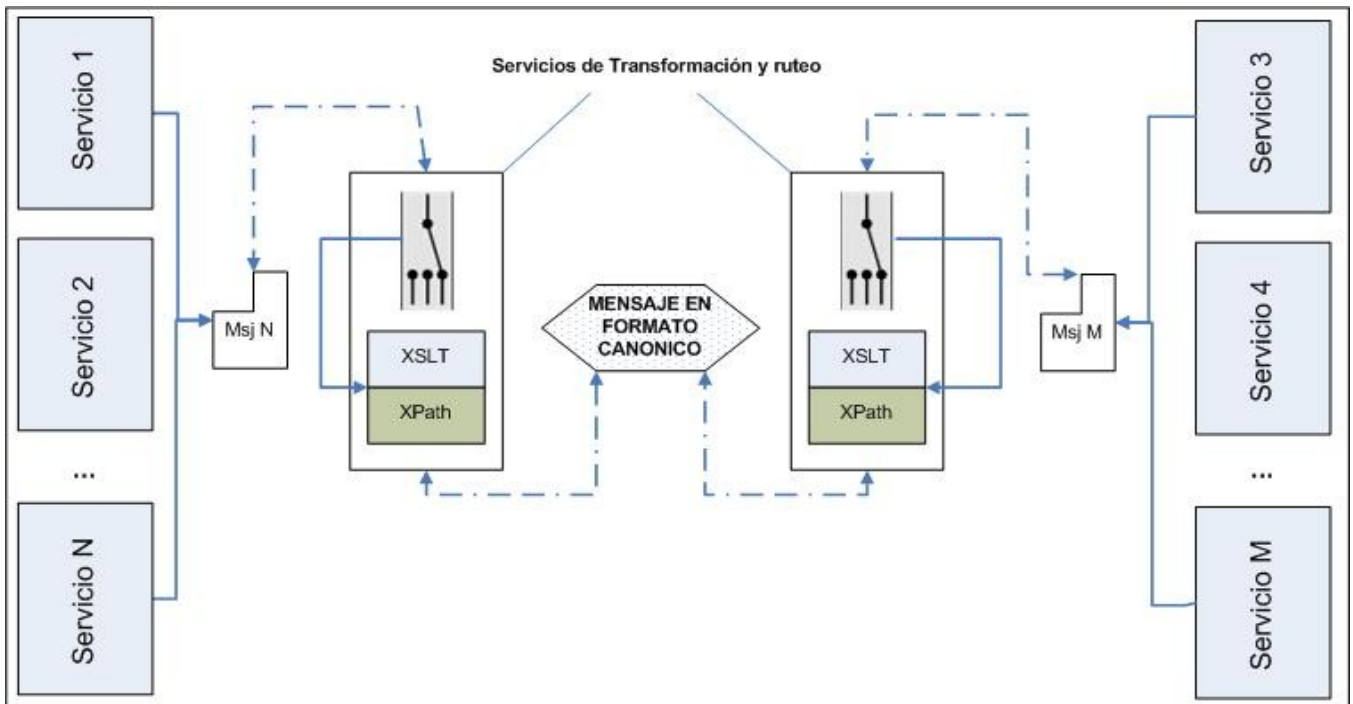 Servicio 1
Servicio 2
...
Servicio N
Msj N
Servicios de Transformación y ruteo
XSLT
XPath
MENSAJE EN
FORMATO
CANONICO
XSLT
XPath
Msj M
Servicio 3
Servicio 4
...
Servicio M